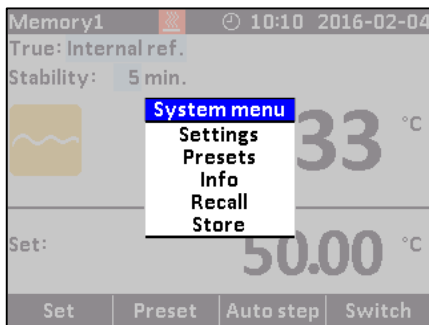 Memory1 10:10 2016-02-04
True: Internal ref.
Stability: 5 min.
System menu
Settings
Presets
Info
Recall
Store
33 °C
Set: 50.00 °C
Set Preset Auto step Switch